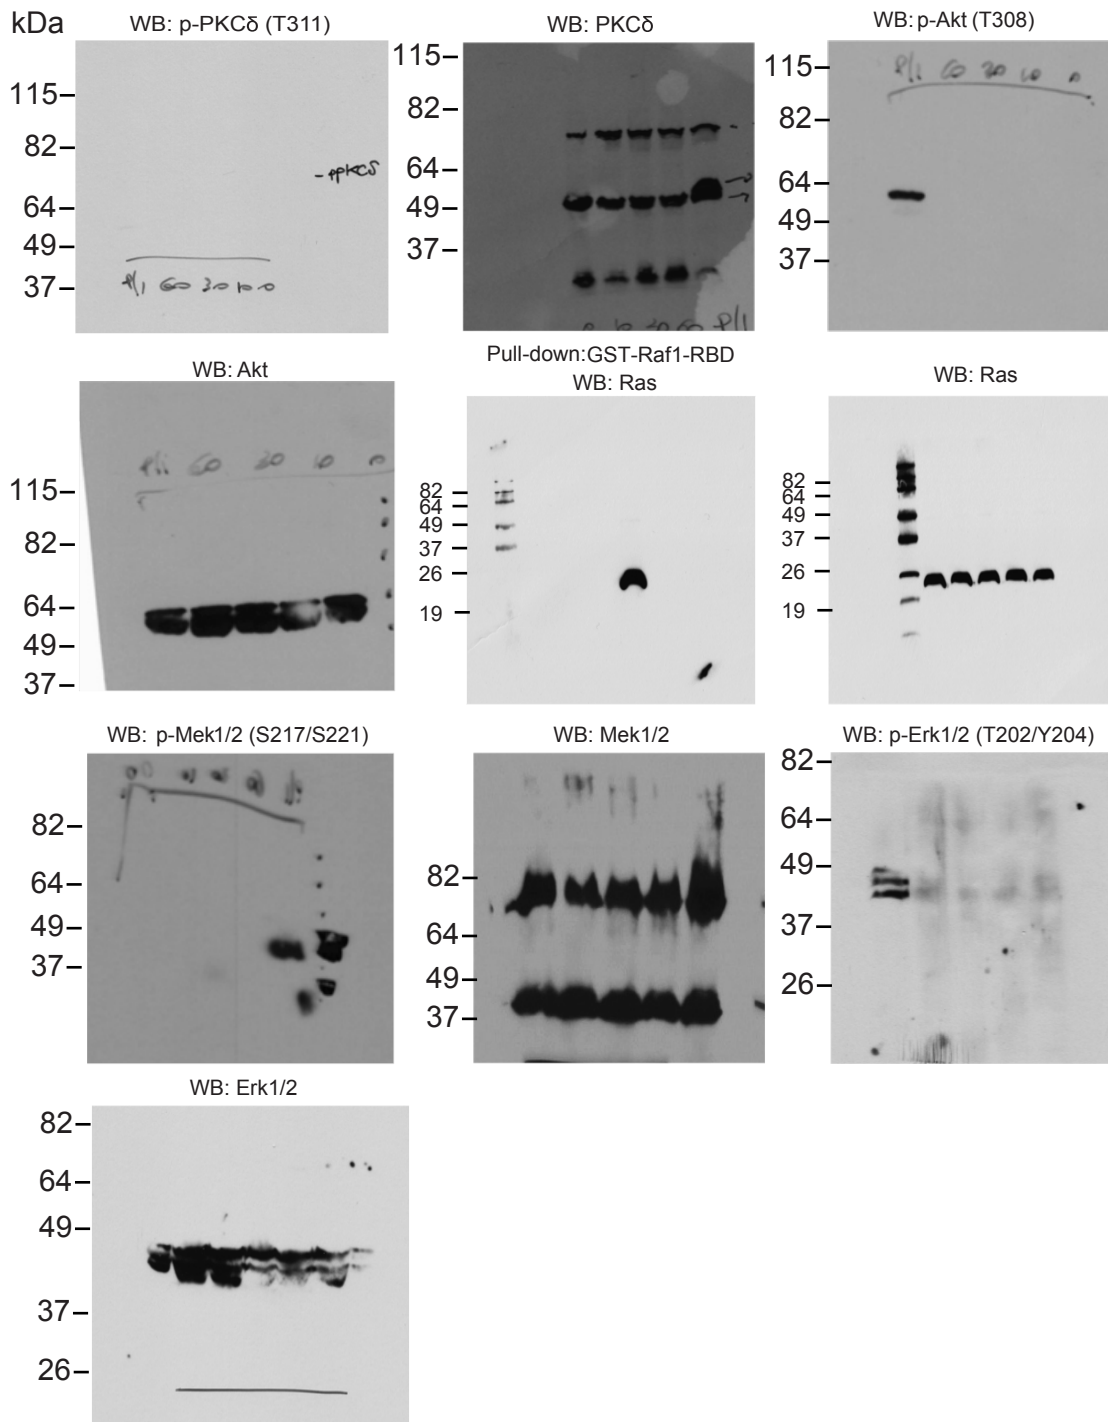 kDa
WB: p-PKCδ (T311)
115
82
64
49
37
-pPKCδ
P/I 60 30 10 0
WB: PKCδ
115
82
64
49
37
0 10 30 60 P/I
WB: p-Akt (T308)
115
82
64
49
37
P/I 60 30 10 0
WB: Akt
115
82
64
49
37
P/I 60 30 10 0
Pull-down:GST-Raf1-RBD
WB: Ras
82
64
49
37
26
19
WB: Ras
82
64
49
37
26
19
WB: p-Mek1/2 (S217/S221)
82
64
49
37
WB: Mek1/2
82
64
49
37
WB: p-Erk1/2 (T202/Y204)
82
64
49
37
26
WB: Erk1/2
82
64
49
37
26